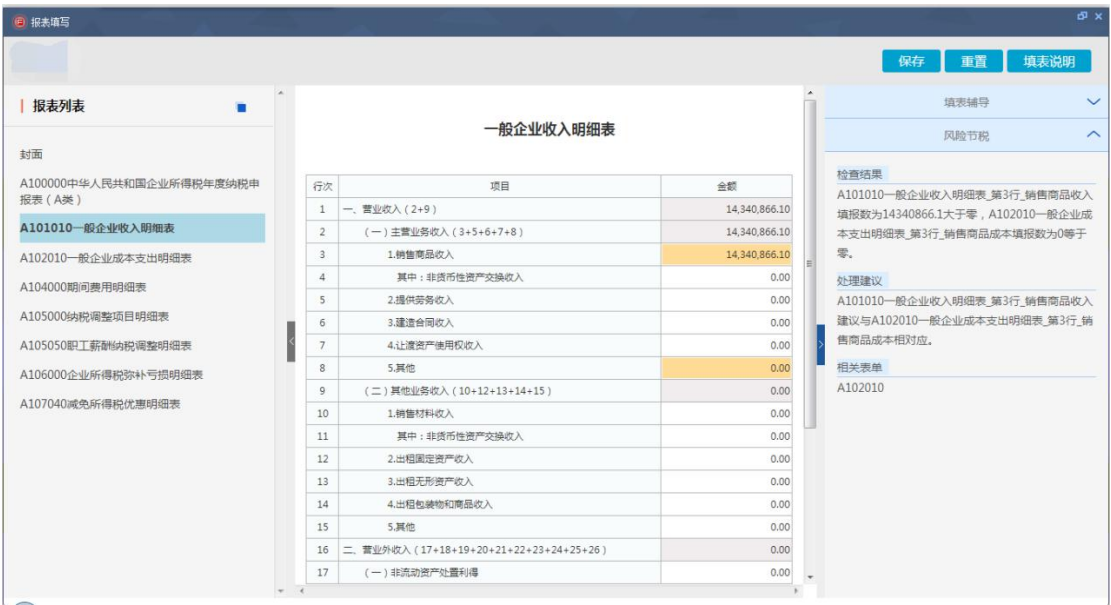 报表填写
保存 重置 填表说明
报表列表
封面
A100000中华人民共和国企业所得税年度纳税申
报表（A类）
A101010一般企业收入明细表
A102010一般企业成本支出明细表
A104000期间费用明细表
A105000纳税调整项目明细表
A105050职工薪酬纳税调整明细表
A106000企业所得税弥补亏损明细表
A107040减免所得税优惠明细表
一般企业收入明细表
行次 项目 金额
1 一、营业收入（2+9） 14,340,866.10
2 （一）主营业务收入（3+5+6+7+8） 14,340,866.10
3 1.销售商品收入 14,340,866.10
4 其中：非货币性资产交换收入 0.00
5 2.提供劳务收入 0.00
6 3.建造合同收入 0.00
7 4.让渡资产使用权收入 0.00
8 5.其他 0.00
9 （二）其他业务收入（10+12+13+14+15） 0.00
10 1.销售材料收入 0.00
11 其中：非货币性资产交换收入 0.00
12 2.出租固定资产收入 0.00
13 3.出租无形资产收入 0.00
14 4.出租包装物和商品收入 0.00
15 5.其他 0.00
16 二、营业外收入（17+18+19+20+21+22+23+24+25+26） 0.00
17 （一）非流动资产处置利得 0.00
填表辅导
风险节税
检查结果
A101010一般企业收入明细表_第3行_销售商品收入
填报数为14340866.1大于零，A102010一般企业成
本支出明细表_第3行_销售商品成本填报数为0等于
零。
处理建议
A101010一般企业收入明细表_第3行_销售商品收入
建议与A102010一般企业成本支出明细表_第3行_销
售商品成本相对应。
相关表单
A102010